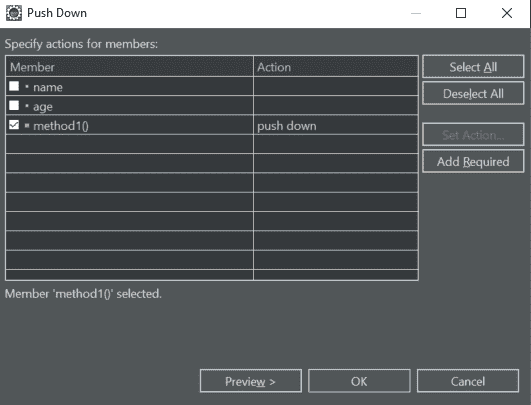 Push Down
Specify actions for members:
Member Action
name
age
method1() push down
Select All
Deselect All
Set Action...
Add Required
Member 'method1()' selected.
Preview >
OK
Cancel